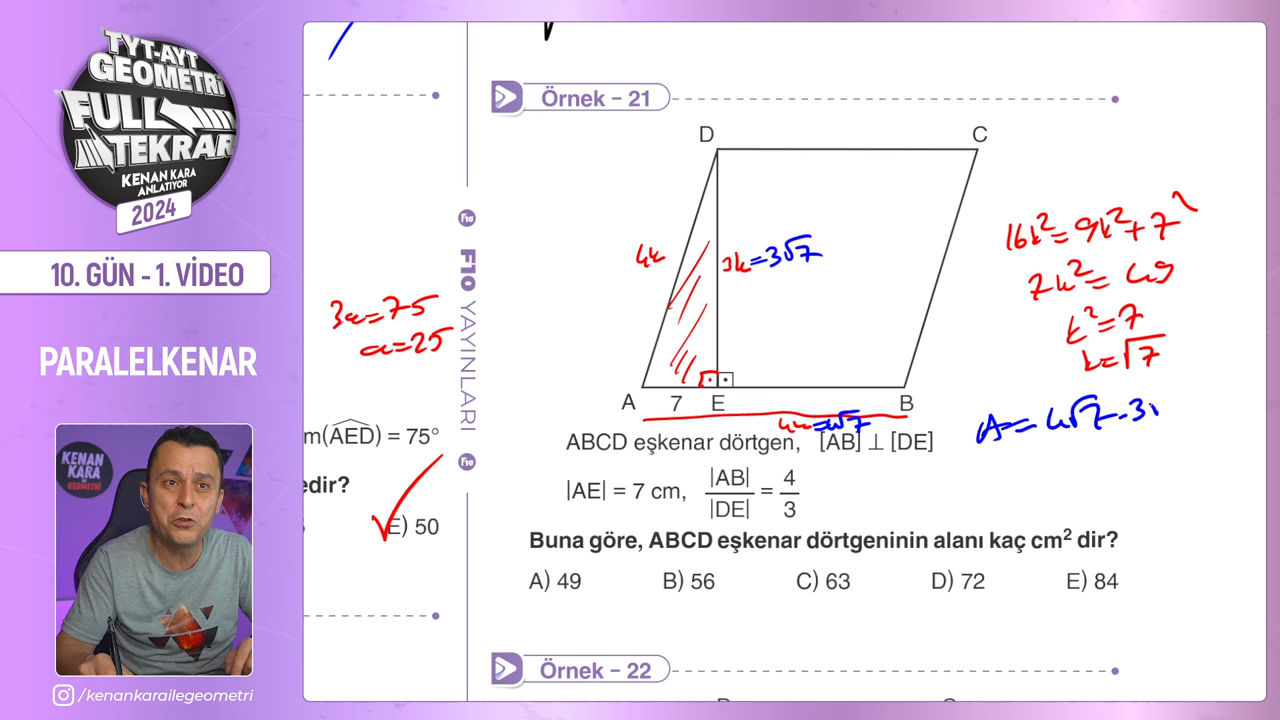 TYT-AYT
GEOMETRİ
FULL
TEKRAR
KENAN KARA
ANLATIYOR
2024
10. GÜN - 1. VİDEO
PARALELKENAR
KENAN
KARA
GEOMETRİ
/kenankarailegeometri
3a=75
a=25
m(AED) = 75°
edir?
E) 50
F10
F10 YAYINLARI
F10
Örnek – 21
D
C
4k
3k=3√7
A
7
E
B
4k=4√7
16k²=9k²+7²
7k²=49
k²=7
k=√7
A=4√7.3
ABCD eşkenar dörtgen, [AB] ⊥ [DE]
|AE| = 7 cm, |AB|/|DE| = 4/3
Buna göre, ABCD eşkenar dörtgeninin alanı kaç cm² dir?
A) 49 B) 56 C) 63 D) 72 E) 84
Örnek – 22